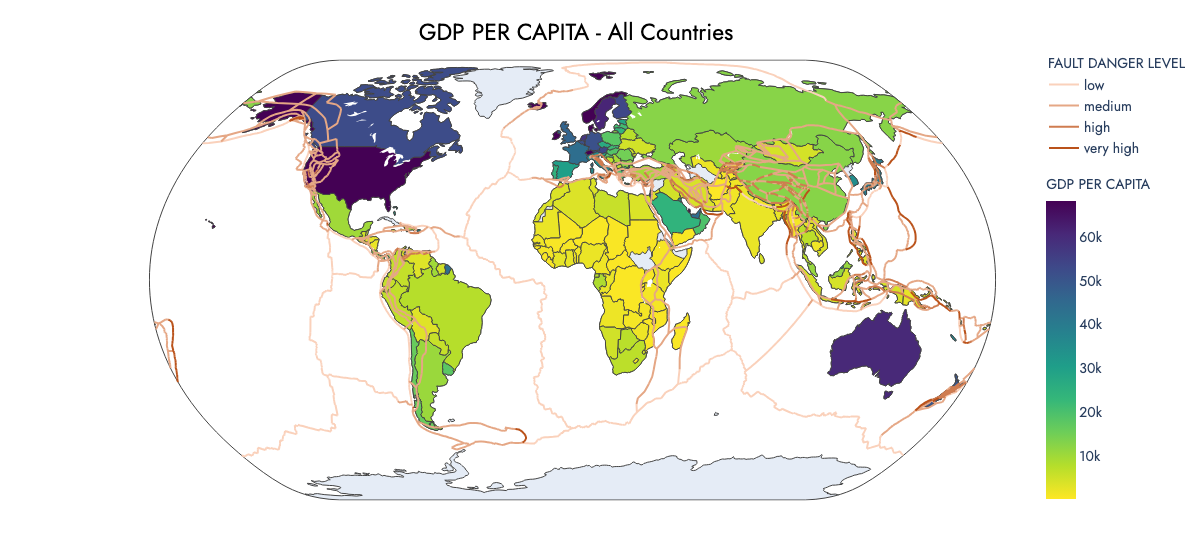 GDP PER CAPITA - All Countries
FAULT DANGER LEVEL
low
medium
high
very high
GDP PER CAPITA
60k
50k
40k
30k
20k
10k